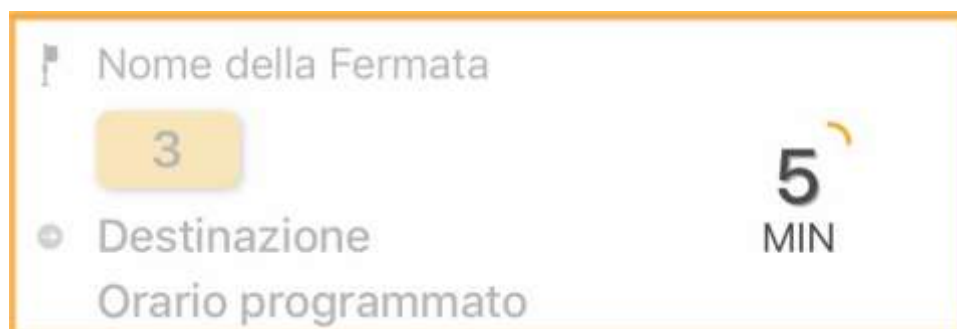 Nome della Fermata
3
5
MIN
Destinazione
Orario programmato